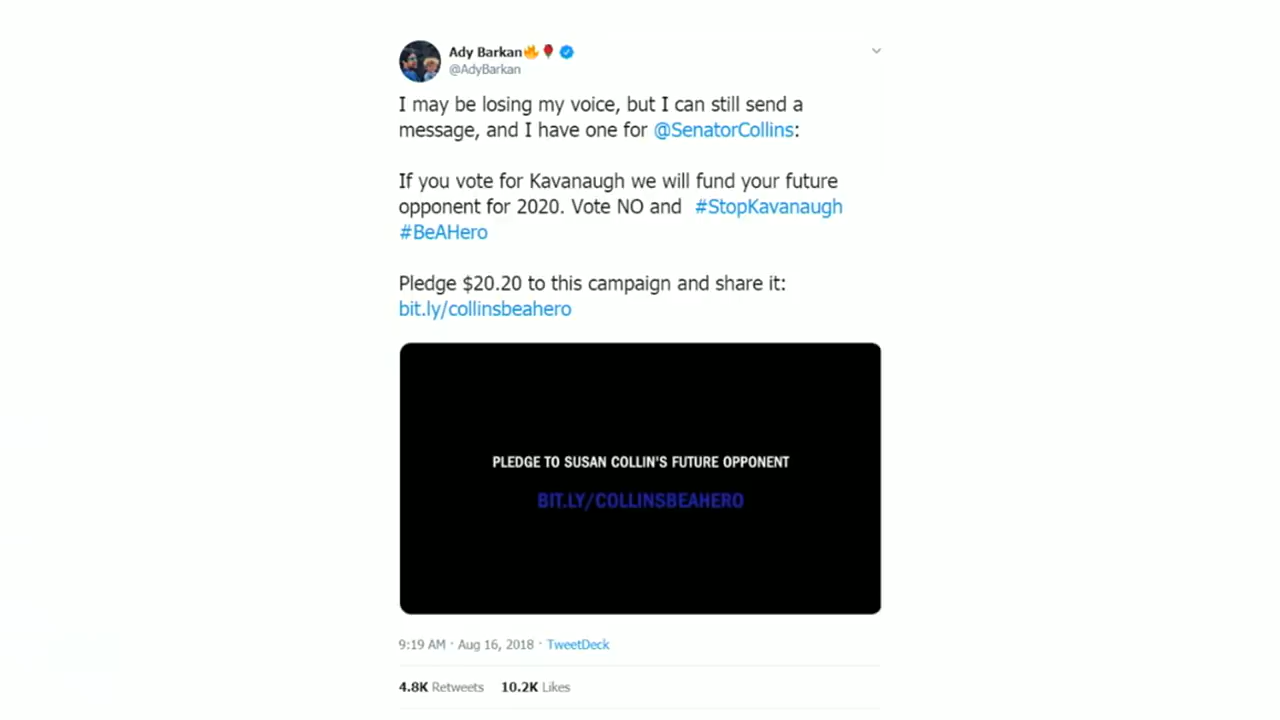 Ady Barkan🔥🌹
@AdyBarkan
I may be losing my voice, but I can still send a
message, and I have one for @SenatorCollins:
If you vote for Kavanaugh we will fund your future
opponent for 2020. Vote NO and #StopKavanaugh
#BeAHero
Pledge $20.20 to this campaign and share it:
bit.ly/collinsbeahero
PLEDGE TO SUSAN COLLIN'S FUTURE OPPONENT
BIT.LY/COLLINSBEAHERO
9:19 AM · Aug 16, 2018 · TweetDeck
4.8K Retweets 10.2K Likes